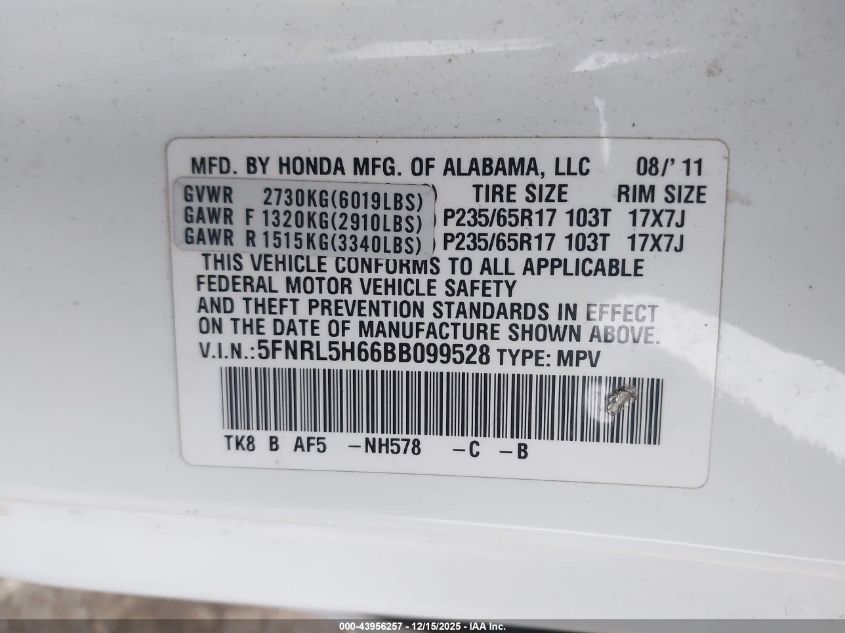 MFD. BY HONDA MFG. OF ALABAMA, LLC 08/' 11
GVWR 2730KG(6019LBS) TIRE SIZE RIM SIZE
GAWR F 1320KG(2910LBS) ) P235/65R17 103T 17X7J
GAWR R 1515KG(3340LBS) ) P235/65R17 103T 17X7J
THIS VEHICLE CONFORMS TO ALL APPLICABLE
FEDERAL MOTOR VEHICLE SAFETY
AND THEFT PREVENTION STANDARDS IN EFFECT
ON THE DATE OF MANUFACTURE SHOWN ABOVE.
V.I.N.:5FNRL5H66BB099528 TYPE: MPV
TK8 B AF5 -NH578 -C -B
000-43956257 - 12/15/2025 - IAA Inc.